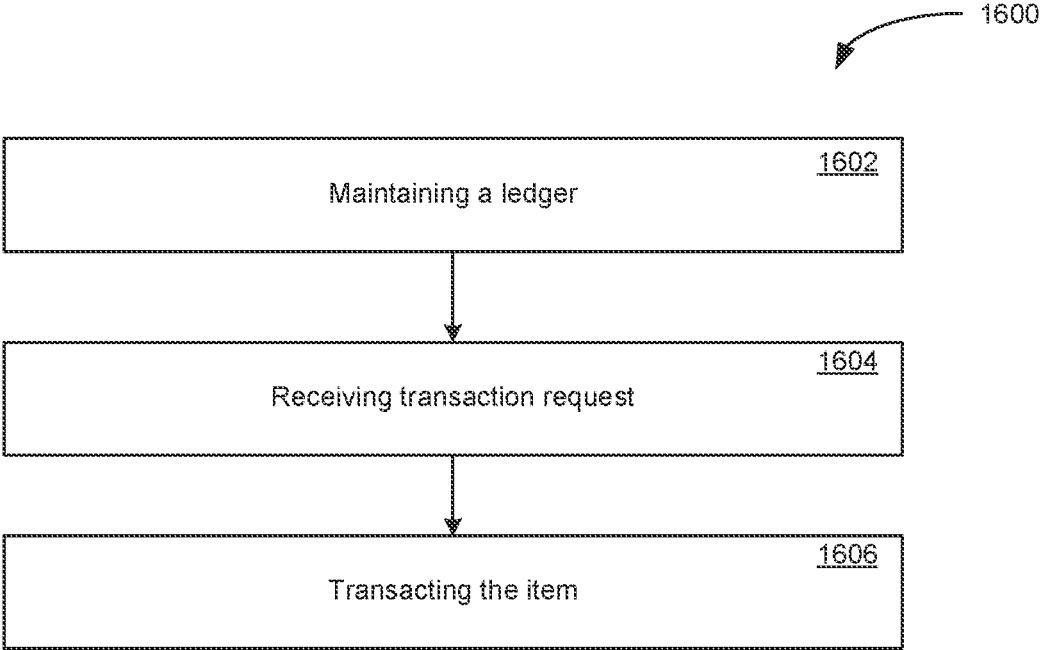 1600
1602
Maintaining a ledger
1604
Receiving transaction request
1606
Transacting the item